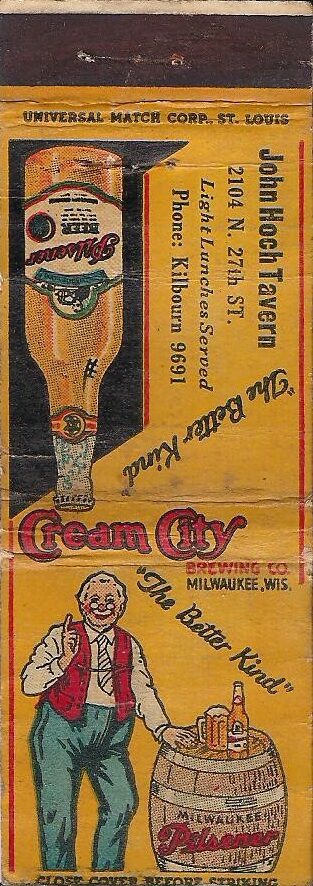 UNIVERSAL MATCH CORP., ST. LOUIS
John Hoch Tavern
2104 N. 27th ST.
Light Lunches Served
Phone: Kilbourn 9691
"The Better Kind"
Pilsener
BEER
Cream City
BREWING CO.
MILWAUKEE, WIS.
"The Better Kind"
MILWAUKEE
Pilsener
CLOSE COVER BEFORE STRIKING